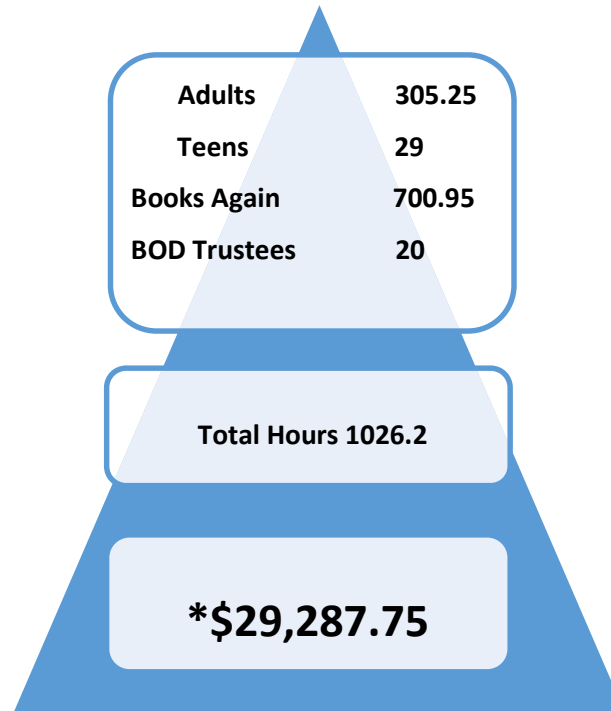 Adults 305.25
Teens 29
Books Again 700.95
BOD Trustees 20
Total Hours 1026.2
*$29,287.75